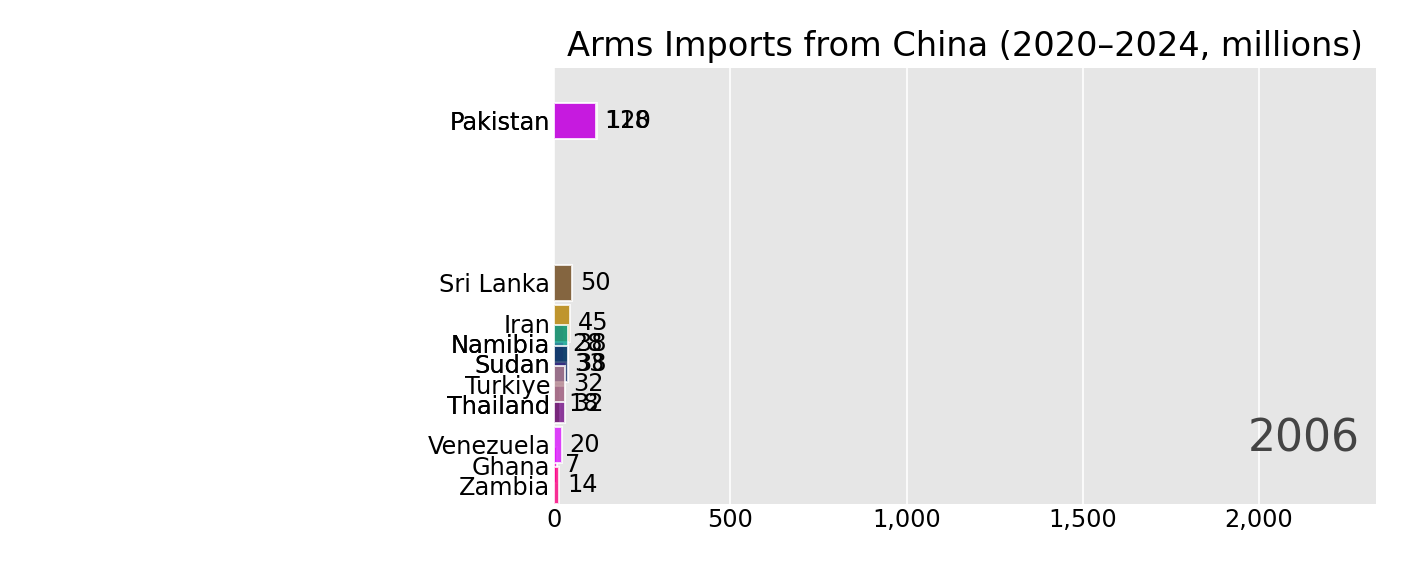 Arms Imports from China (2020–2024, millions)
Pakistan
Sri Lanka 50
Iran 45
Namibia
Sudan
Turkiye 32
Thailand
Venezuela 20
Ghana 7
Zambia 14
2006
0 500 1,000 1,500 2,000